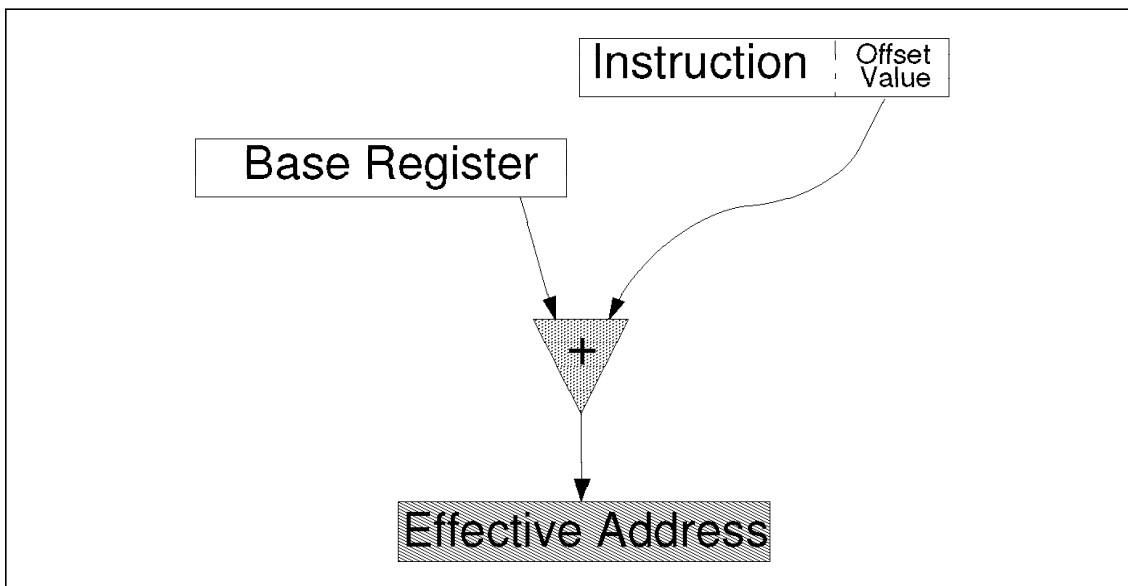 Instruction
Offset
Value
Base Register
+
Effective Address